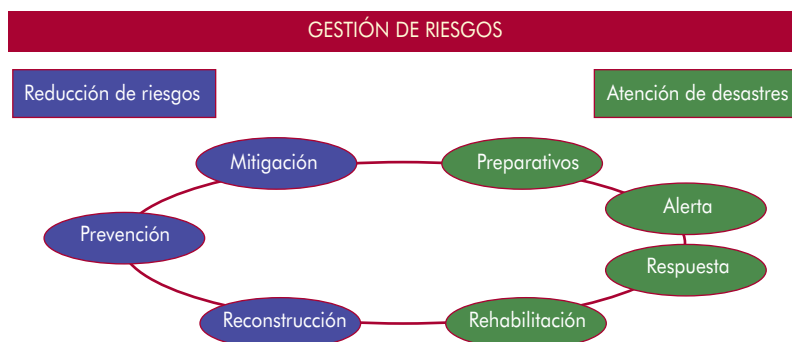 GESTIÓN DE RIESGOS
Reducción de riesgos
Atención de desastres
Mitigación
Preparativos
Alerta
Prevención
Respuesta
Reconstrucción
Rehabilitación